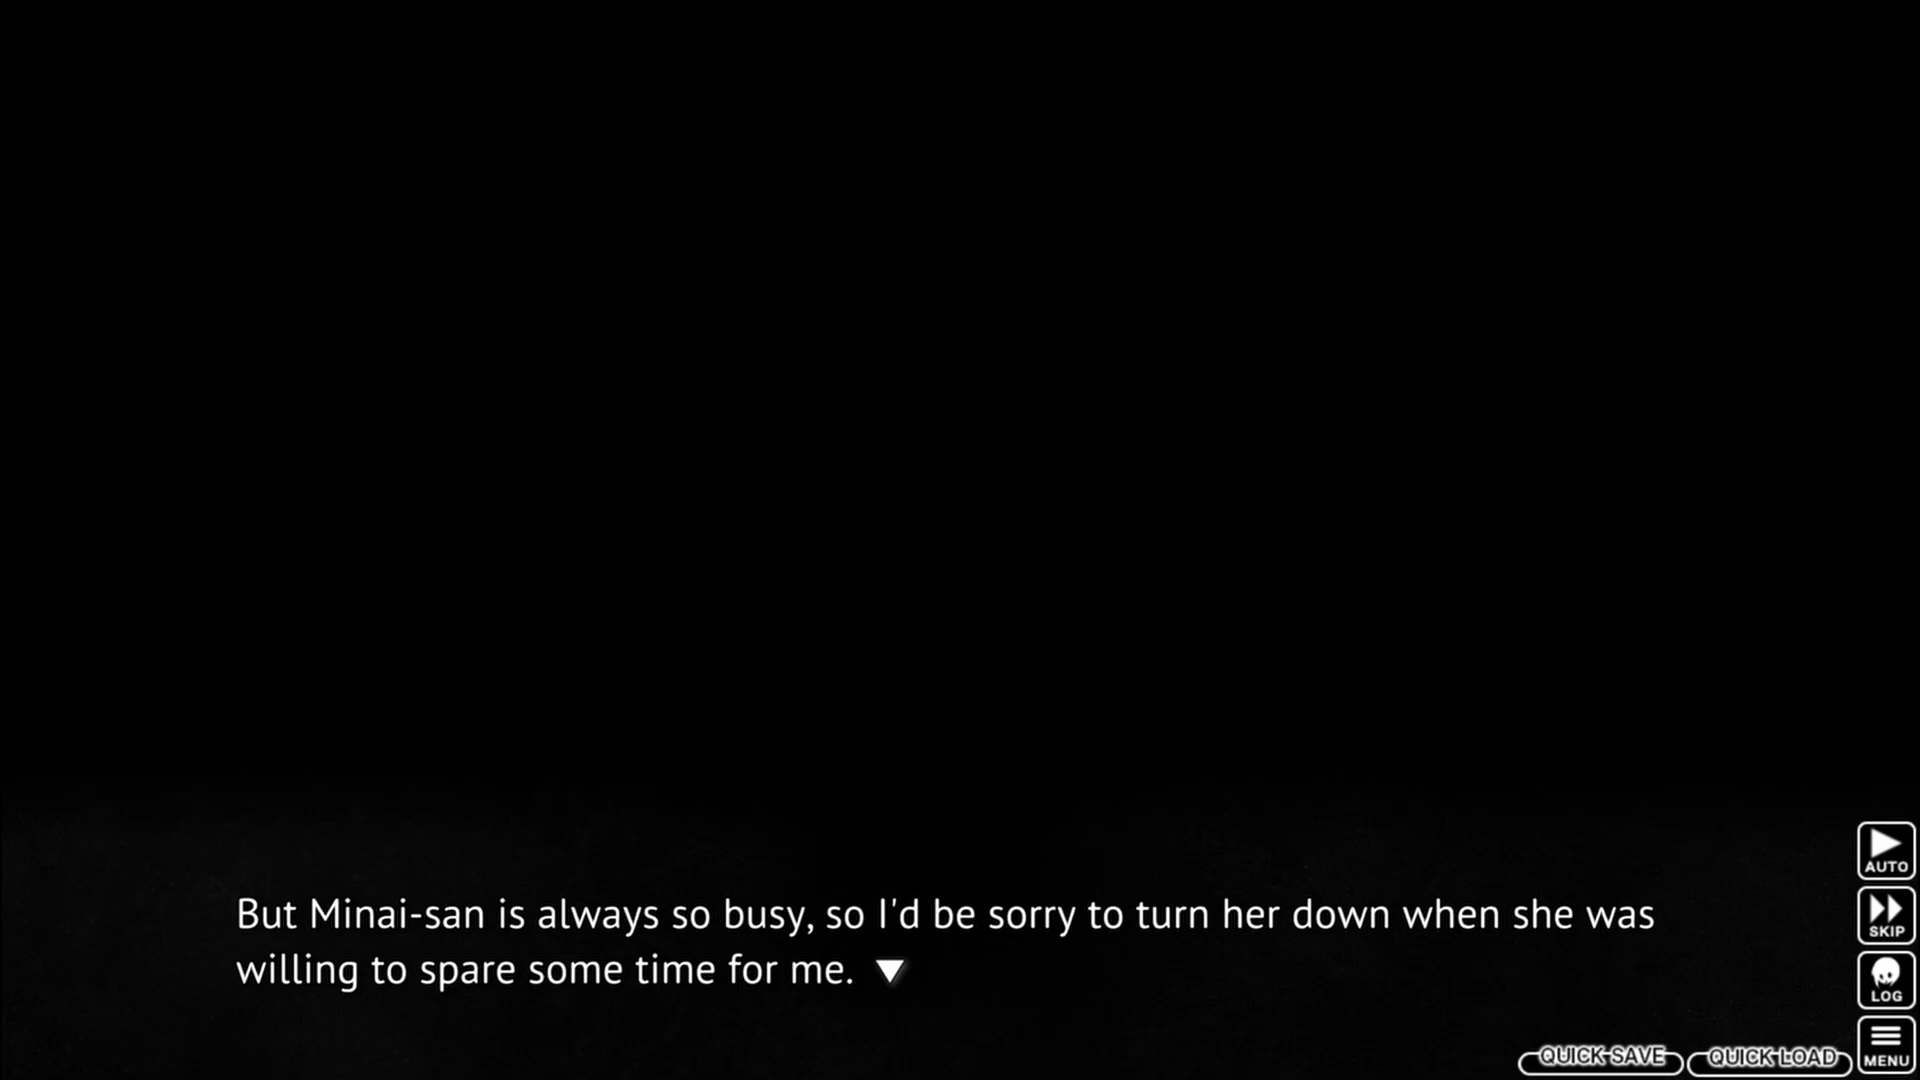 But Minai-san is always so busy, so I'd be sorry to turn her down when she was
willing to spare some time for me.
AUTO
SKIP
LOG
MENU
QUICK SAVE
QUICK LOAD